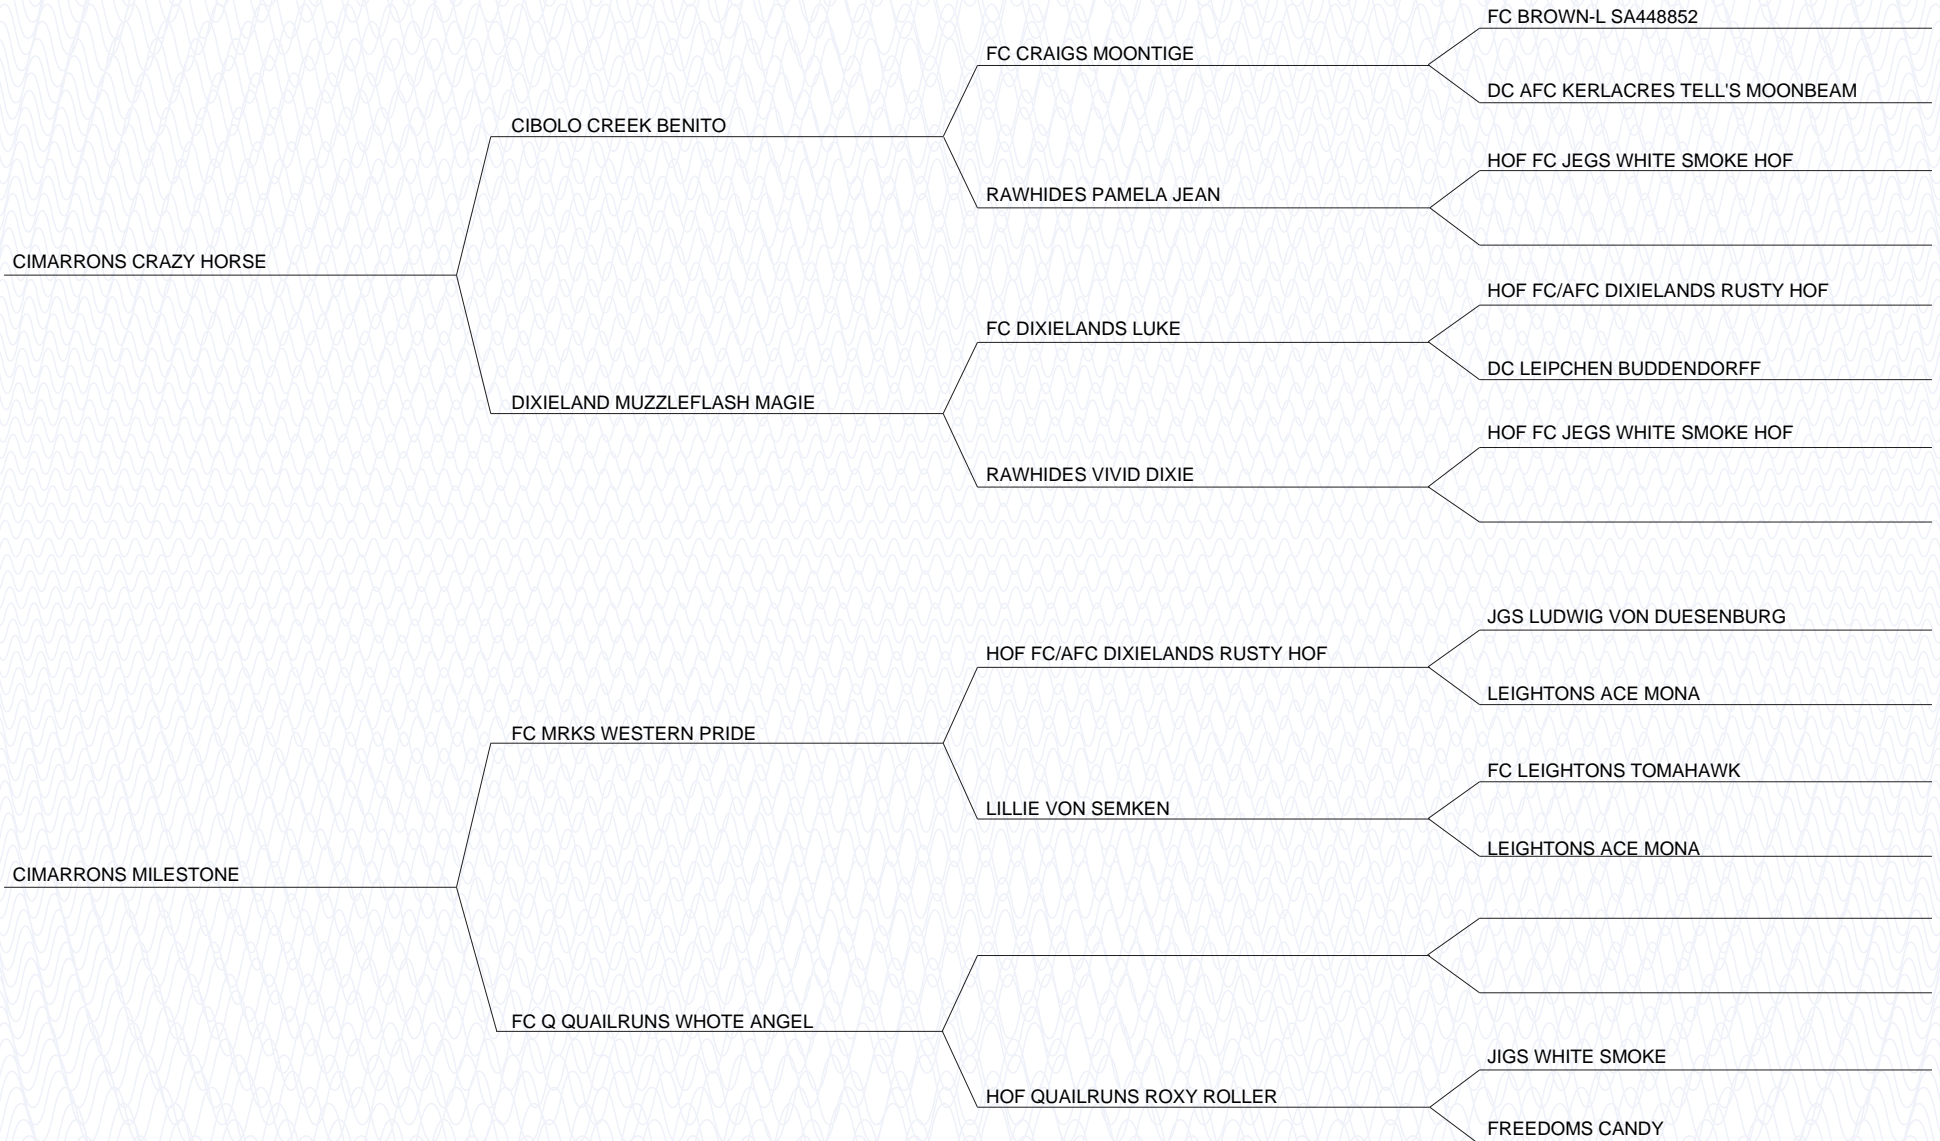 FC BROWN-L SA448852
FC CRAIGS MOONTIGE
DC AFC KERLACRES TELL'S MOONBEAM
CIBOLO CREEK BENITO
HOF FC JEGS WHITE SMOKE HOF
RAWHIDES PAMELA JEAN
CIMARRONS CRAZY HORSE
HOF FC/AFC DIXIELANDS RUSTY HOF
FC DIXIELANDS LUKE
DC LEIPCHEN BUDDENDORFF
DIXIELAND MUZZLEFLASH MAGIE
HOF FC JEGS WHITE SMOKE HOF
RAWHIDES VIVID DIXIE
JGS LUDWIG VON DUESENBURG
HOF FC/AFC DIXIELANDS RUSTY HOF
LEIGHTONS ACE MONA
FC MRKS WESTERN PRIDE
FC LEIGHTONS TOMAHAWK
LILLIE VON SEMKEN
LEIGHTONS ACE MONA
CIMARRONS MILESTONE
FC Q QUAILRUNS WHOTE ANGEL
JIGS WHITE SMOKE
HOF QUAILRUNS ROXY ROLLER
FREEDOMS CANDY